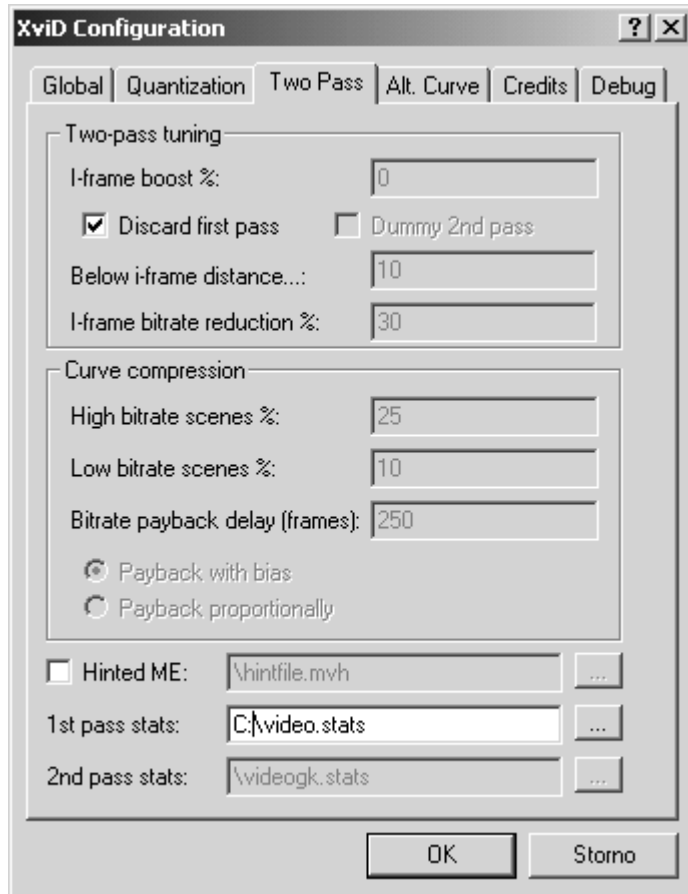 XviD Configuration
Global Quantization Two Pass Alt. Curve Credits Debug
Two-pass tuning
I-frame boost %: 0
Discard first pass Dummy 2nd pass
Below i-frame distance...: 10
I-frame bitrate reduction %: 30
Curve compression
High bitrate scenes %: 25
Low bitrate scenes %: 10
Bitrate payback delay (frames): 250
Payback with bias
Payback proportionally
Hinted ME: \hintfile.mvh ...
1st pass stats: C:\video.stats ...
2nd pass stats: \videogk.stats ...
OK Storno